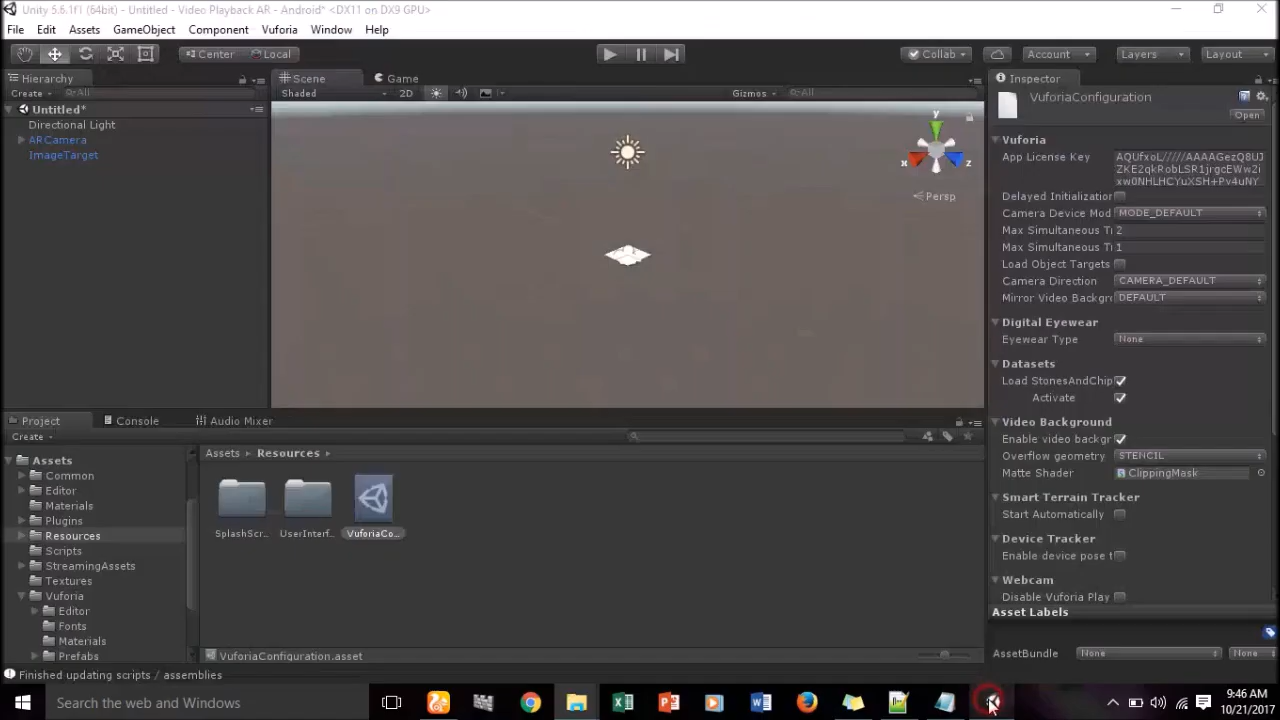 Unity 5.6.1f1 (64bit) - Untitled - Video Playback AR - Android* <DX11 on DX9 GPU>
File Edit Assets GameObject Component Vuforia Window Help
Center Local Collab Account Layers Layout
Hierarchy
Create All
Untitled*
Directional Light
ARCamera
ImageTarget
Scene Game
Shaded 2D Gizmos All
y
x z
Persp
Inspector
VuforiaConfiguration
Open
Vuforia
App License Key AQUfxoL/////AAAAGezQ8UJ
ZKE2qkRobLSR1jrgcEWw2i
xw0NHLHCYuXSH+Pv4uNY
Delayed Initialization
Camera Device Mod MODE_DEFAULT
Max Simultaneous Tr 2
Max Simultaneous Tr 1
Load Object Targets
Camera Direction CAMERA_DEFAULT
Mirror Video Backgr DEFAULT
Digital Eyewear
Eyewear Type None
Datasets
Load StonesAndChip
Activate
Video Background
Enable video backgr
Overflow geometry STENCIL
Matte Shader ClippingMask
Smart Terrain Tracker
Start Automatically
Device Tracker
Enable device pose t
Webcam
Disable Vuforia Play
Asset Labels
AssetBundle None None
Project Console Audio Mixer
Create
Assets
Common
Editor
Materials
Plugins
Resources
Scripts
StreamingAssets
Textures
Vuforia
Editor
Fonts
Materials
Prefabs
Assets Resources
SplashScr... UserInterf... VuforiaCo...
VuforiaConfiguration.asset
Finished updating scripts / assemblies
Search the web and Windows
9:46 AM
10/21/2017